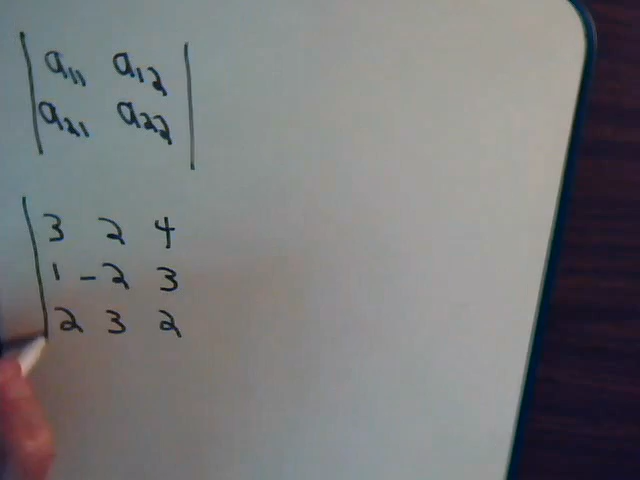 | a₁₁ a₁₂ |
| a₂₁ a₂₂ |
| 3 2 4
| 1 -2 3
| 2 3 2